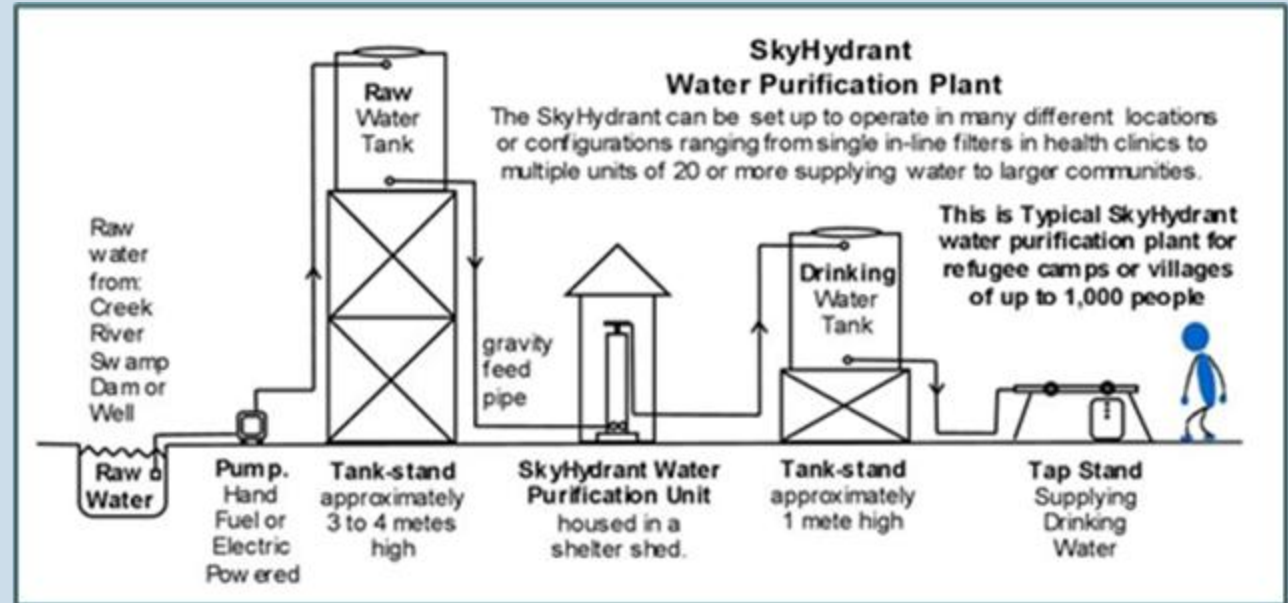 SkyHydrant
Water Purification Plant
The SkyHydrant can be set up to operate in many different locations
or configurations ranging from single in-line filters in health clinics to
multiple units of 20 or more supplying water to larger communities.
This is Typical SkyHydrant
water purification plant for
refugee camps or villages
of up to 1,000 people
Raw
Water
Tank
Raw
water
from:
Creek
River
Swamp
Dam or
Well
gravity
feed
pipe
Drinking
Water
Tank
Raw
Water
Pump.
Hand
Fuel or
Electric
Powered
Tank-stand
approximately
3 to 4 metes
high
SkyHydrant Water
Purification Unit
housed in a
shelter shed.
Tank-stand
approximately
1 mete high
Tap Stand
Supplying
Drinking
Water